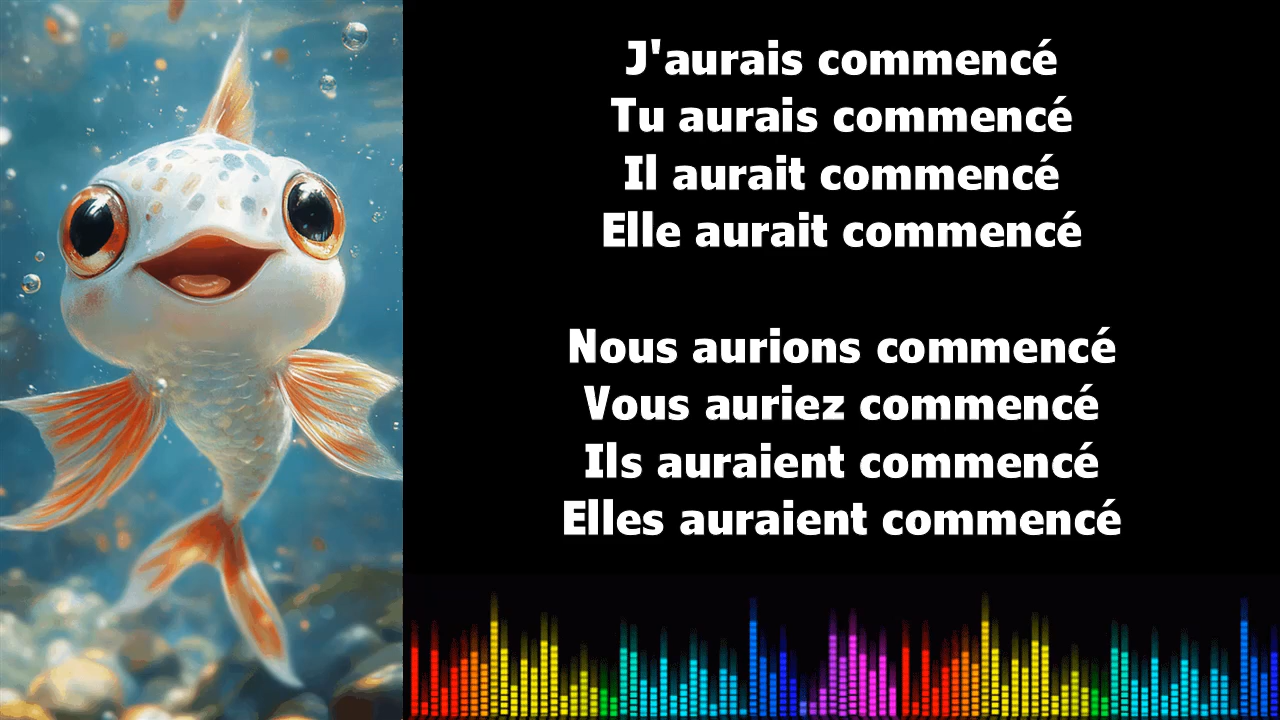 J'aurais commencé
Tu aurais commencé
Il aurait commencé
Elle aurait commencé
Nous aurions commencé
Vous auriez commencé
Ils auraient commencé
Elles auraient commencé